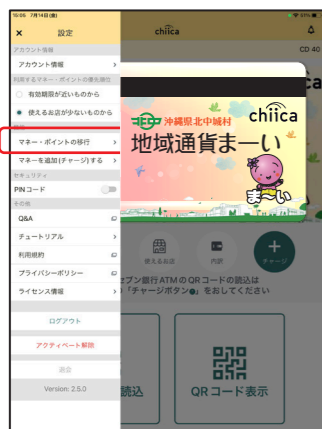 15:05 7月14日(金)
51%
× 設定
chiica
CD 40
アカウント情報
アカウント情報
利用するマネー・ポイントの優先順位
有効期限が近いものから
使えるお店が少ないものから
マネー・ポイントの移行
マネーを追加(チャージ)する
セキュリティ
PINコード
その他
Q&A
チュートリアル
利用規約
プライバシーポリシー
ライセンス情報
ログアウト
アクティベート解除
退会
Version: 2.5.0
沖縄県北中城村
chiica
地域通貨まーい
まーい
使えるお店
内訳
チャージ
ブン銀行ATMのQRコードの読込は
「チャージボタン」をおしてください
読込
QRコード表示